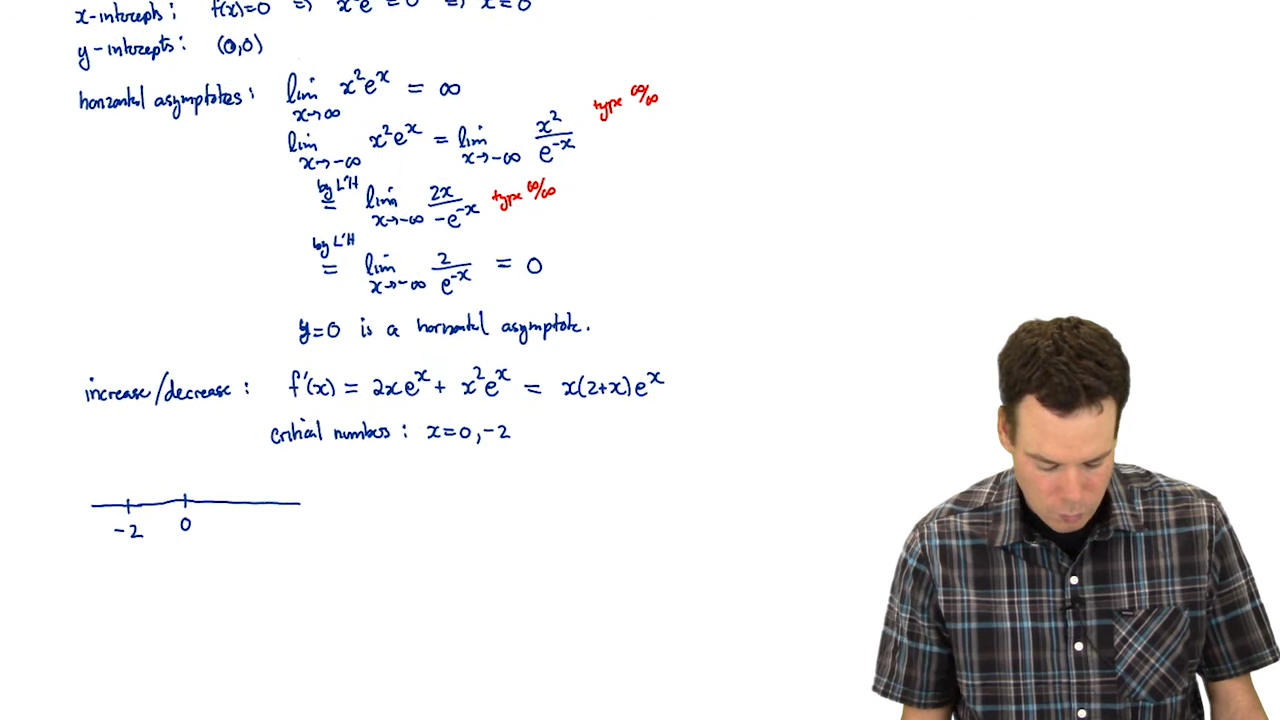 x-intercepts: f(x)=0 => x²eˣ=0 => x=0
y-intercepts: (0,0)
horizontal asymptotes: lim x→∞ x²eˣ = ∞
lim x→-∞ x²eˣ = lim x→-∞ x²/e⁻ˣ type ∞/∞
by L'H = lim x→-∞ 2x/-e⁻ˣ type ∞/∞
by L'H = lim x→-∞ 2/e⁻ˣ = 0
y=0 is a horizontal asymptote.
increase/decrease: f'(x) = 2xeˣ + x²eˣ = x(2+x)eˣ
critical numbers: x=0,-2
-2 0